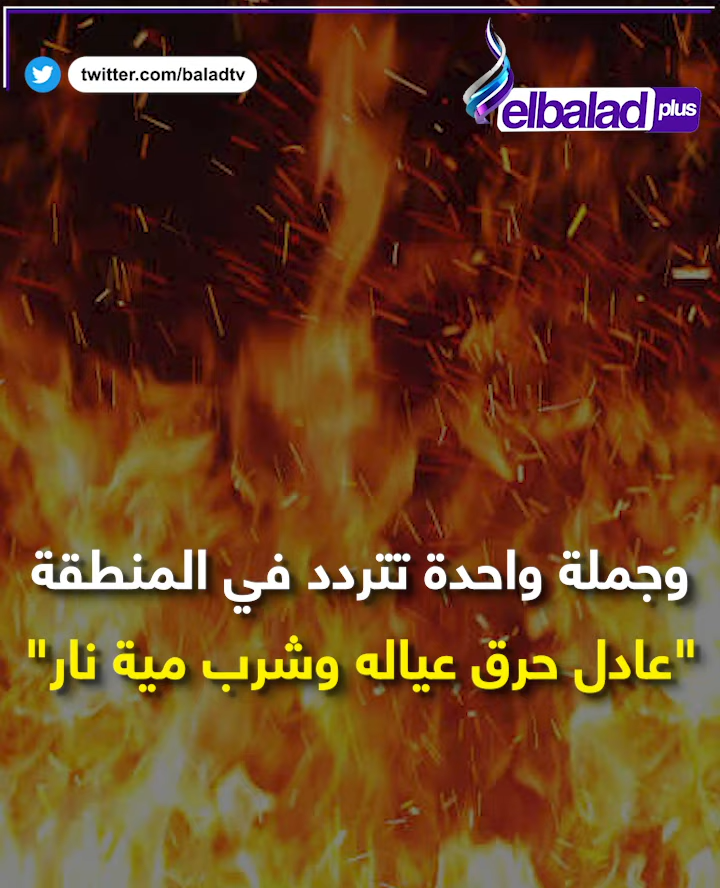 twitter.com/baladtv
elbalad plus
وجملة واحدة تتردد في المنطقة
"عادل حرق عياله وشرب مية نار"